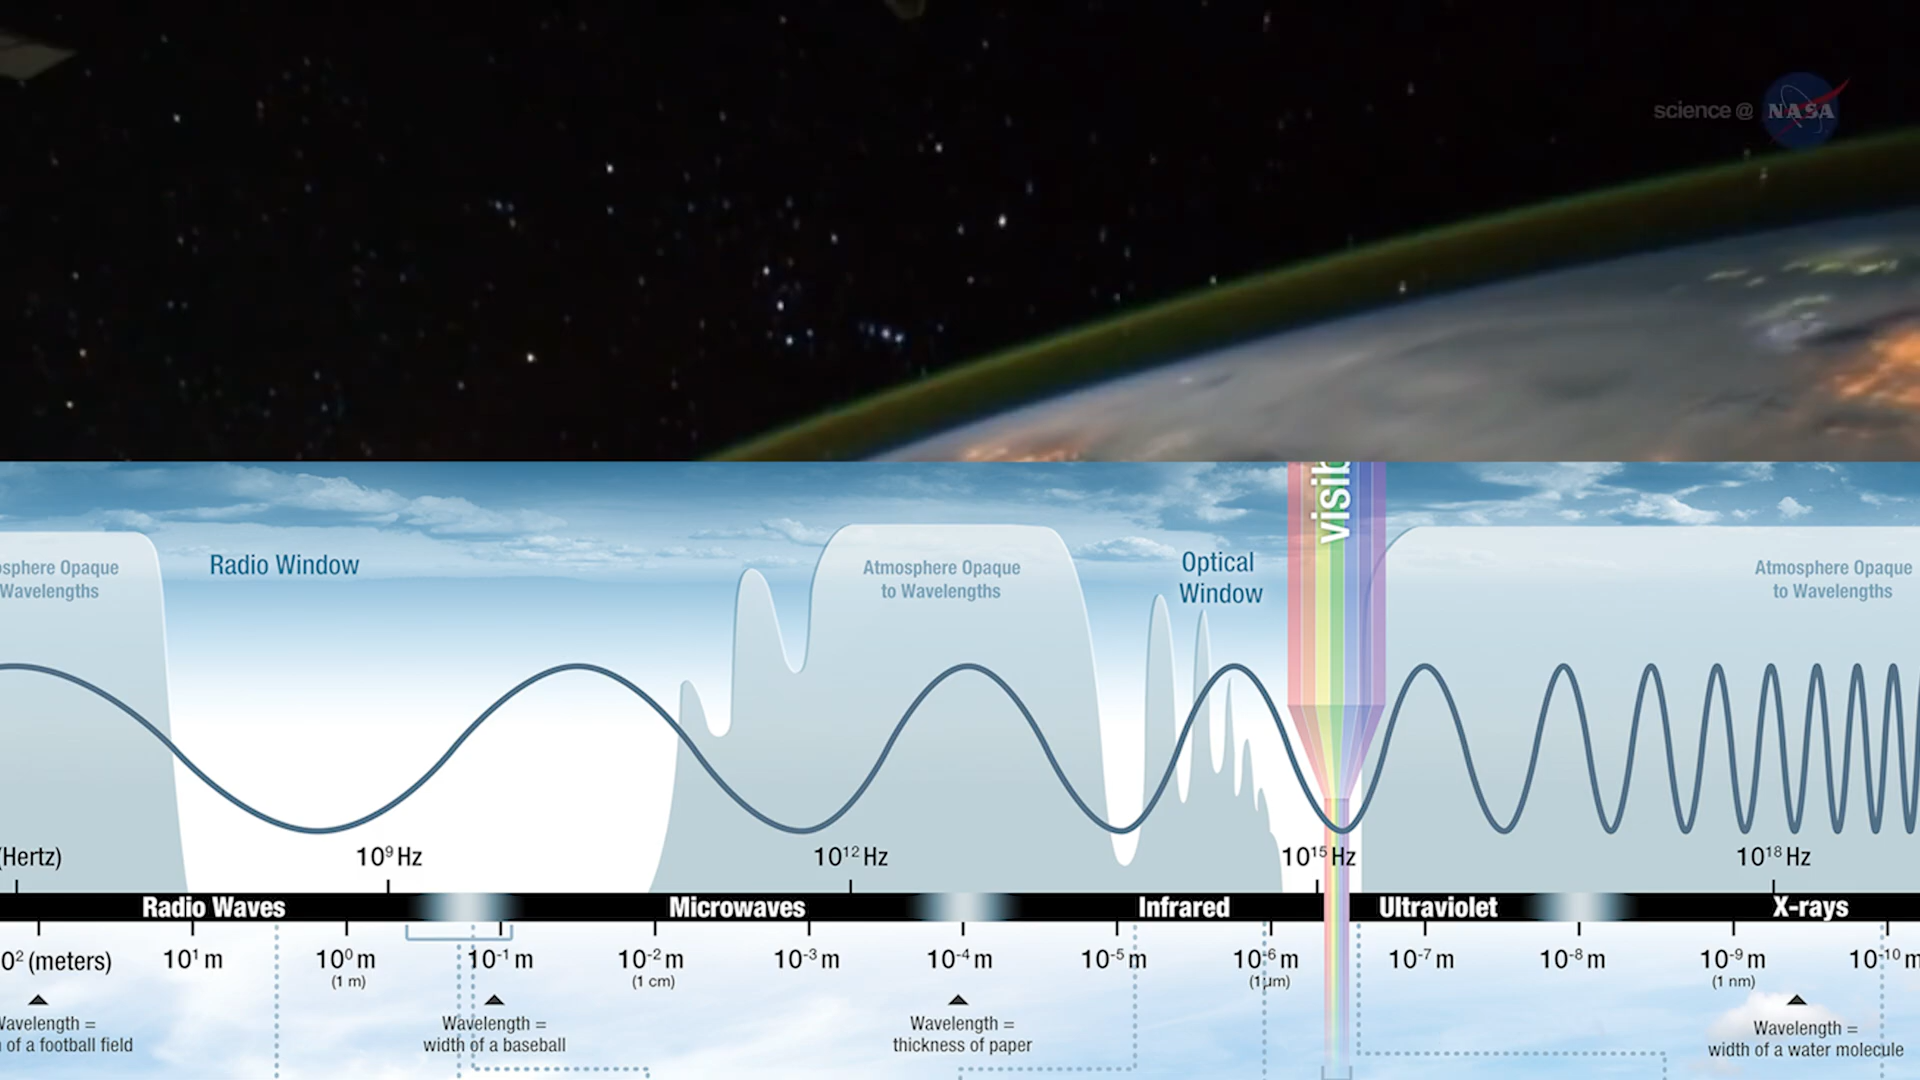 science @ NASA
visib
Radio Window
Optical
Window
osphere Opaque
Wavelengths
Atmosphere Opaque
to Wavelengths
Atmosphere Opaque
to Wavelengths
(Hertz)
10⁹ Hz
10¹² Hz
10¹⁵ Hz
10¹⁸ Hz
Radio Waves
Microwaves
Infrared
Ultraviolet
X-rays
0² (meters)
10¹ m
10⁰ m
(1 m)
10⁻¹ m
10⁻² m
(1 cm)
10⁻³ m
10⁻⁴ m
10⁻⁵ m
10⁻⁶ m
(1 µm)
10⁻⁷ m
10⁻⁸ m
10⁻⁹ m
(1 nm)
10⁻¹⁰ m
Wavelength =
of a football field
Wavelength =
width of a baseball
Wavelength =
thickness of paper
Wavelength =
width of a water molecule